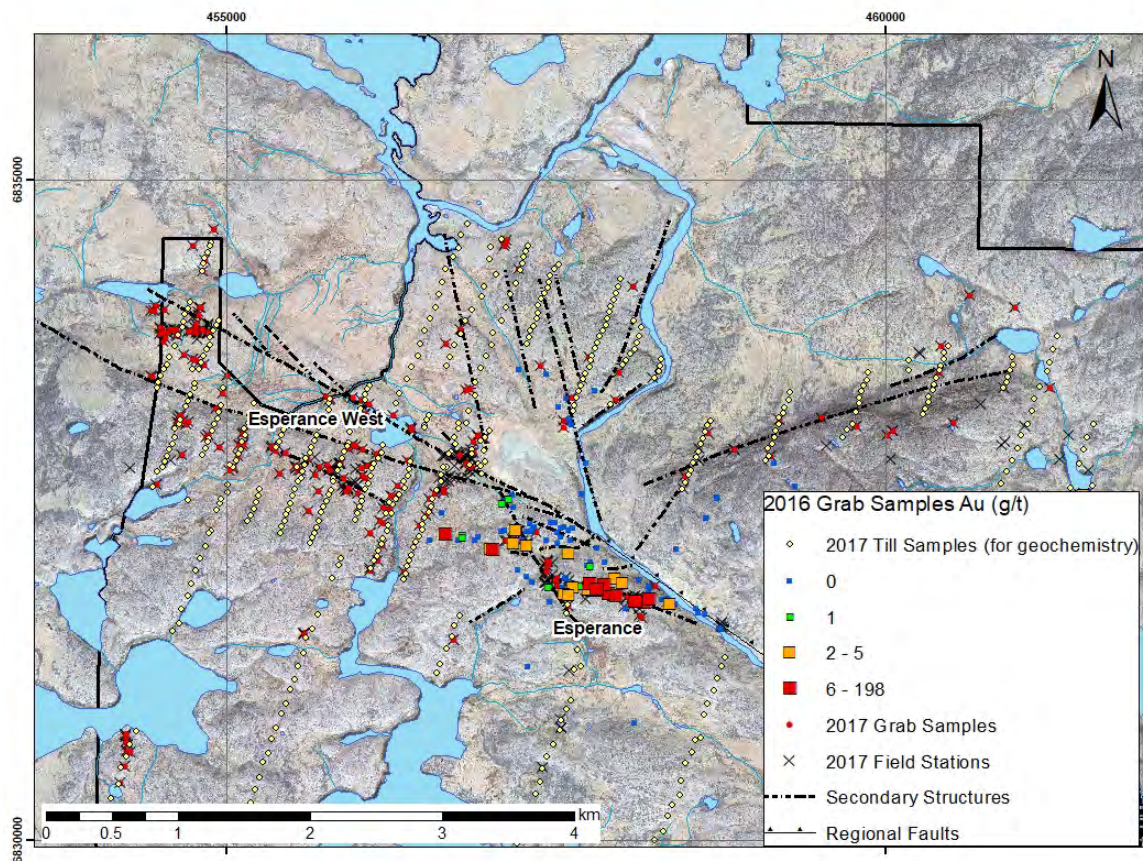 455000
460000
N
6835000
Esperance West
2016 Grab Samples Au (g/t)
2017 Till Samples (for geochemistry)
0
1
2 - 5
6 - 198
2017 Grab Samples
2017 Field Stations
Secondary Structures
Regional Faults
Esperance
km
0 0.5 1 2 3 4
6830000